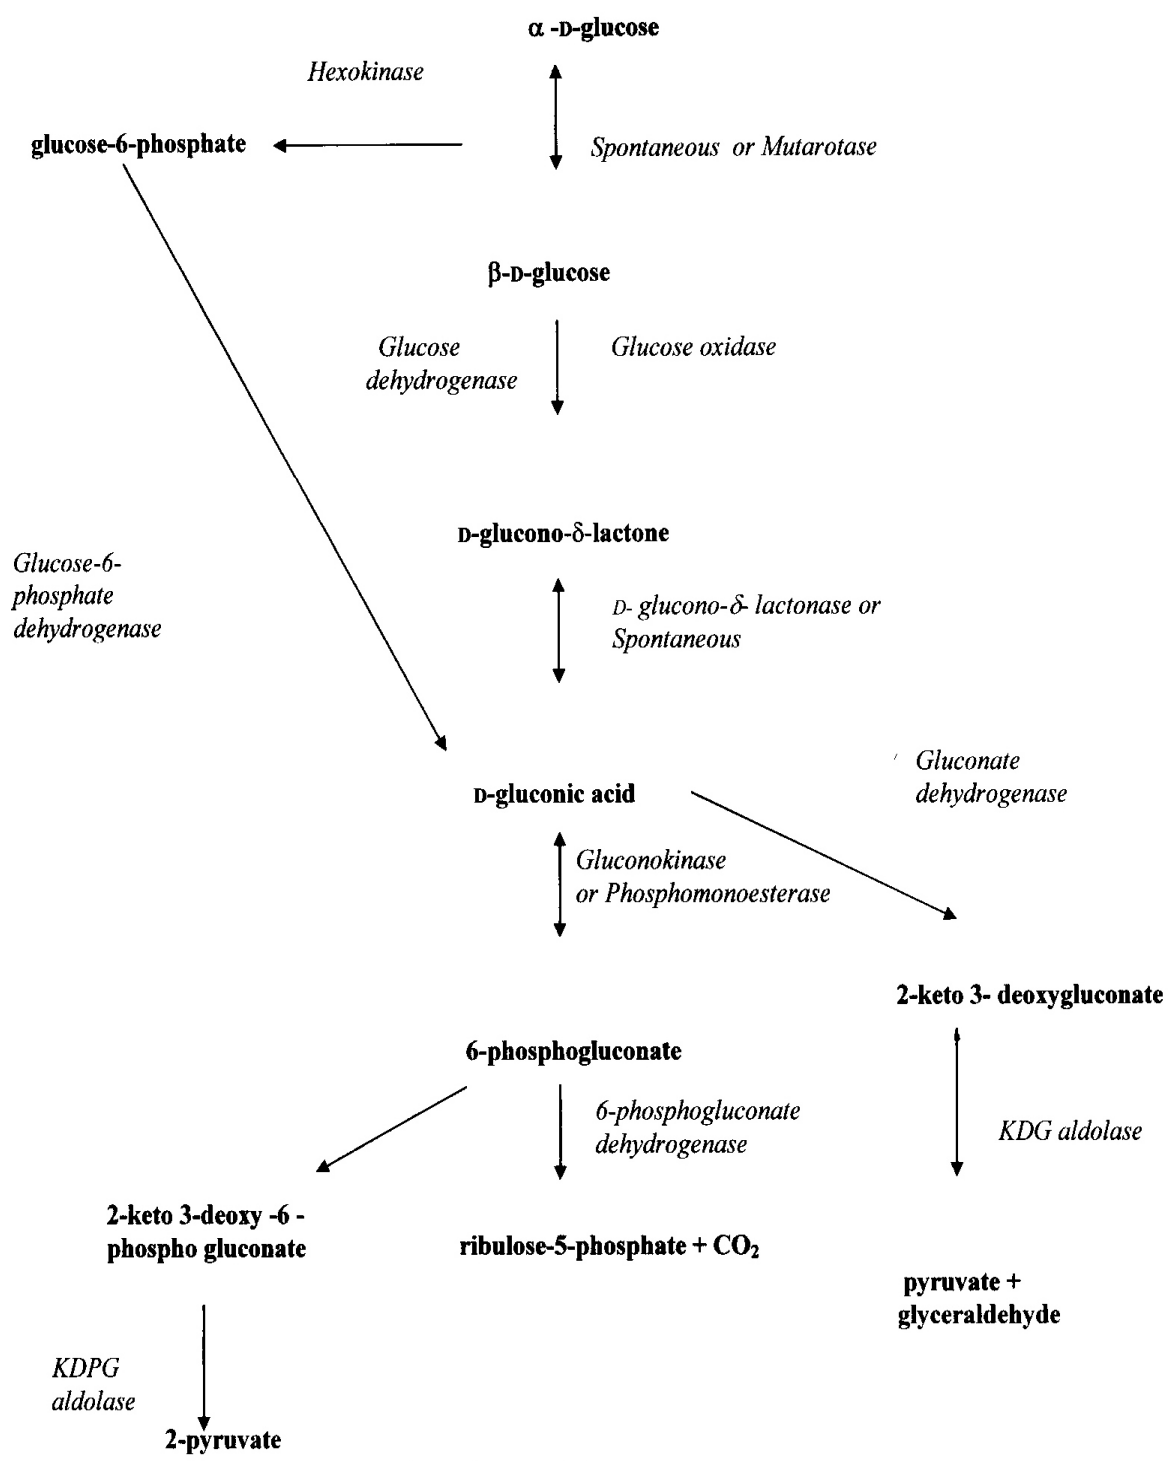 α -D-glucose
Hexokinase
glucose-6-phosphate
Spontaneous or Mutarotase
β-D-glucose
Glucose
dehydrogenase
Glucose oxidase
D-glucono-δ-lactone
Glucose-6-
phosphate
dehydrogenase
D- glucono-δ- lactonase or
Spontaneous
Gluconate
dehydrogenase
D-gluconic acid
Gluconokinase
or Phosphomonoesterase
2-keto 3- deoxygluconate
6-phosphogluconate
6-phosphogluconate
dehydrogenase
KDG aldolase
2-keto 3-deoxy -6 -
phospho gluconate
ribulose-5-phosphate + CO₂
pyruvate +
glyceraldehyde
KDPG
aldolase
2-pyruvate